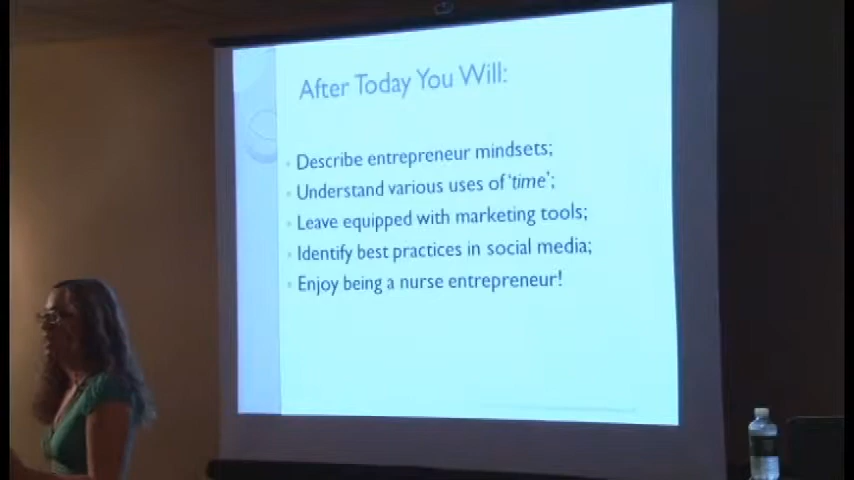 After Today You Will:
Describe entrepreneur mindsets;
Understand various uses of 'time';
Leave equipped with marketing tools;
Identify best practices in social media;
Enjoy being a nurse entrepreneur!